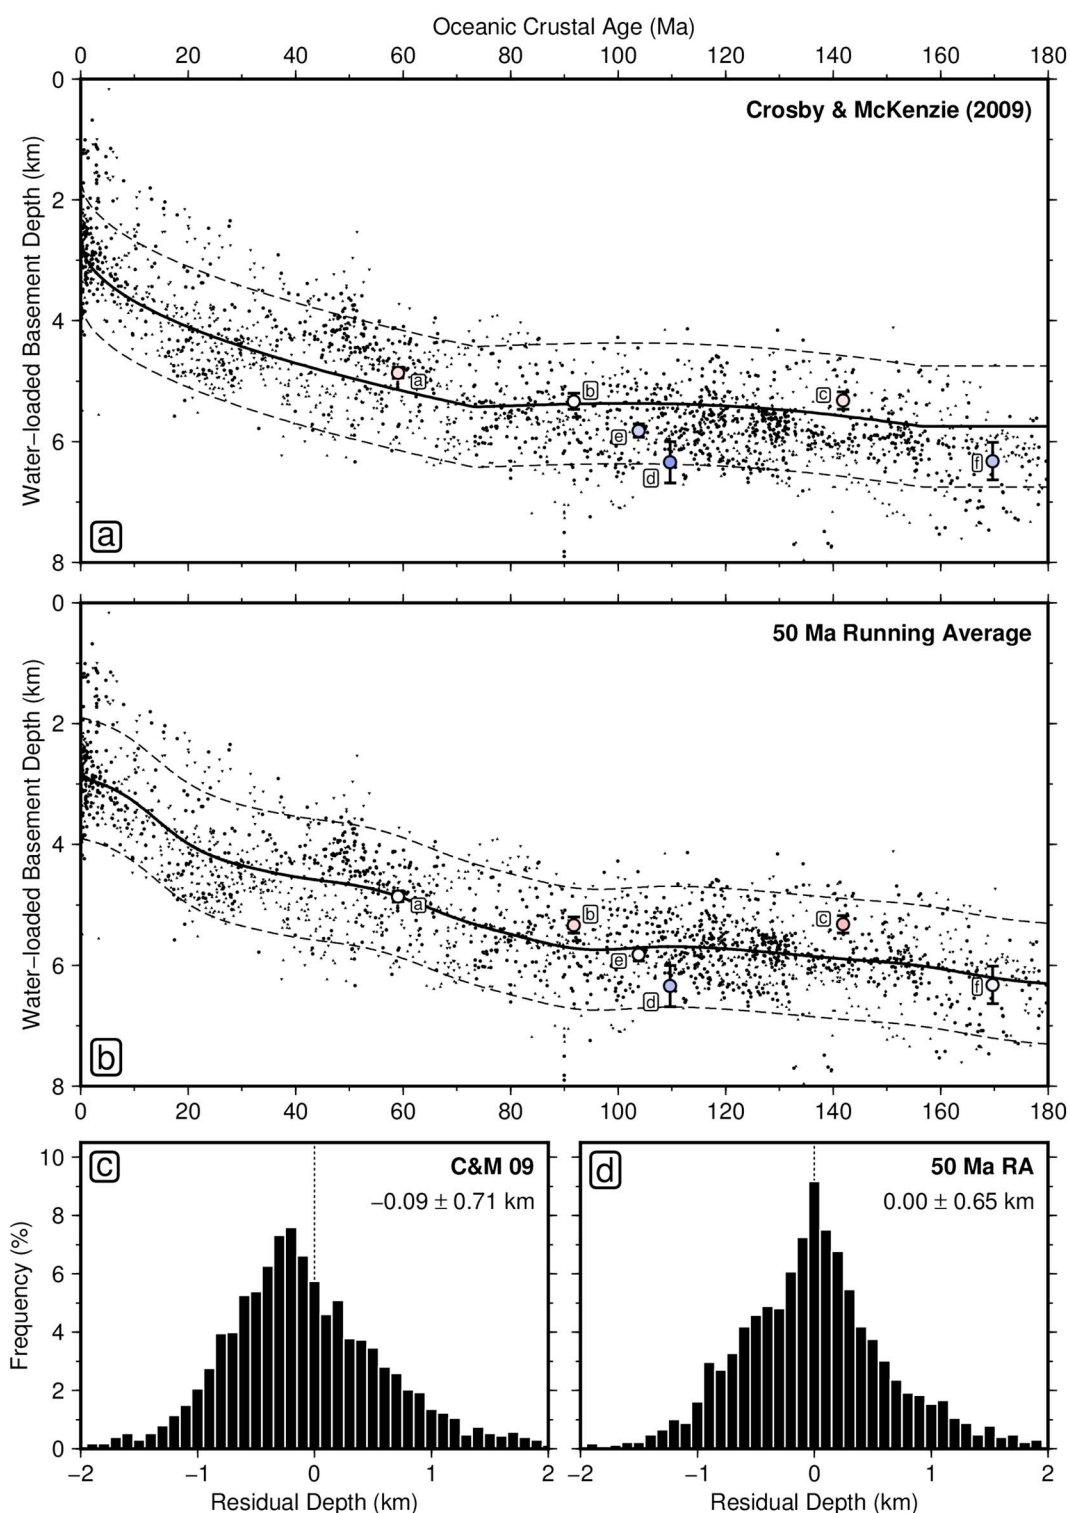 Oceanic Crustal Age (Ma)
0 20 40 60 80 100 120 140 160 180
Crosby & McKenzie (2009)
Water−loaded Basement Depth (km)
0
2
4
6
8
a
b
c
e
d
f
a
50 Ma Running Average
Water−loaded Basement Depth (km)
0
2
4
6
8
a
b
c
e
d
f
b
0 20 40 60 80 100 120 140 160 180
c
C&M 09
−0.09 ± 0.71 km
Frequency (%)
10
8
6
4
2
0
−2 −1 0 1 2
Residual Depth (km)
d
50 Ma RA
0.00 ± 0.65 km
−2 −1 0 1 2
Residual Depth (km)